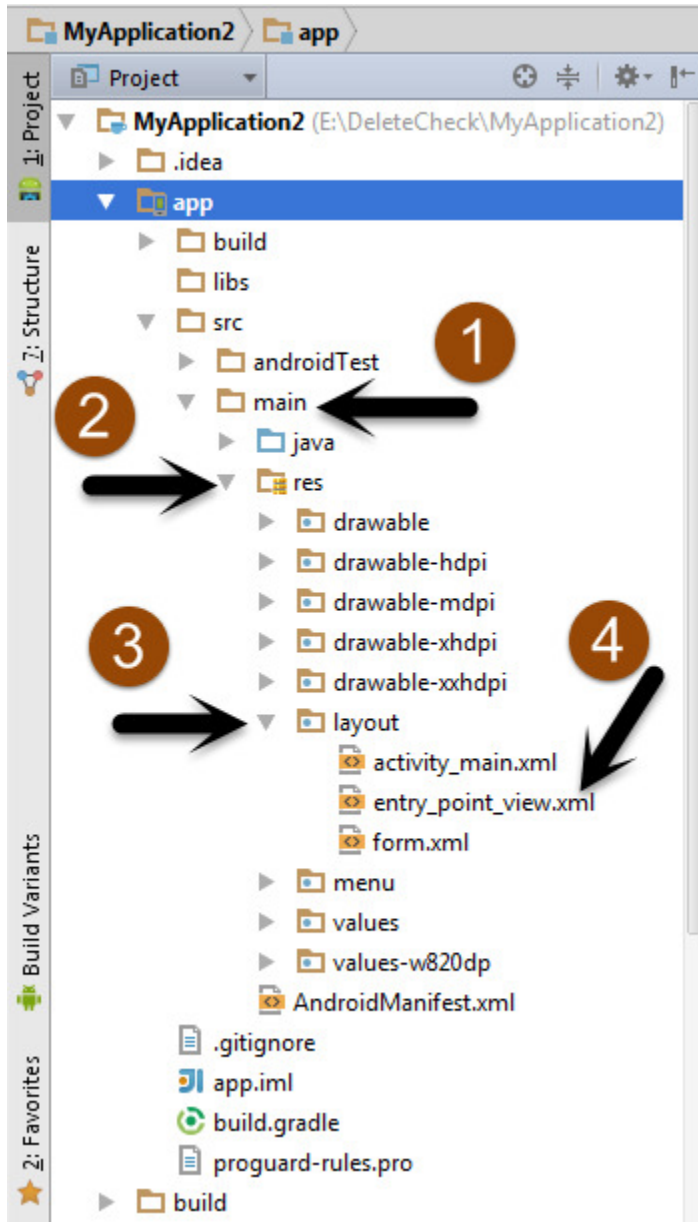 MyApplication2 app
Project
1: Project
MyApplication2 (E:\DeleteCheck\MyApplication2)
.idea
app
build
libs
7: Structure
src
1
androidTest
main
2
java
res
drawable
drawable-hdpi
drawable-mdpi
3
4
drawable-xhdpi
drawable-xxhdpi
layout
activity_main.xml
entry_point_view.xml
form.xml
Build Variants
menu
values
values-w820dp
AndroidManifest.xml
.gitignore
app.iml
2: Favorites
build.gradle
proguard-rules.pro
build